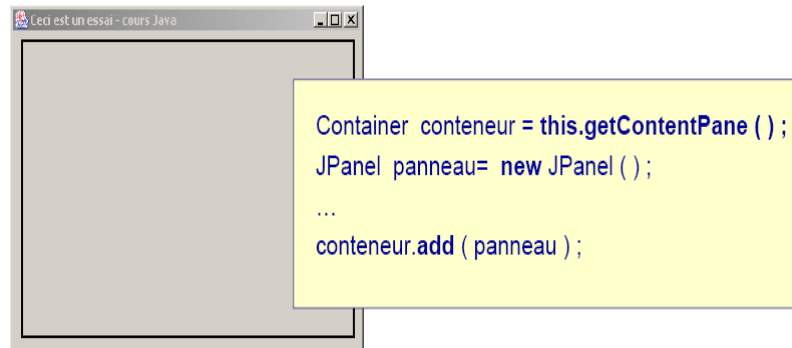 Ceci est un essai - cours Java
Container conteneur = this.getContentPane ( ) ;
JPanel panneau= new JPanel ( ) ;
...
conteneur.add ( panneau ) ;